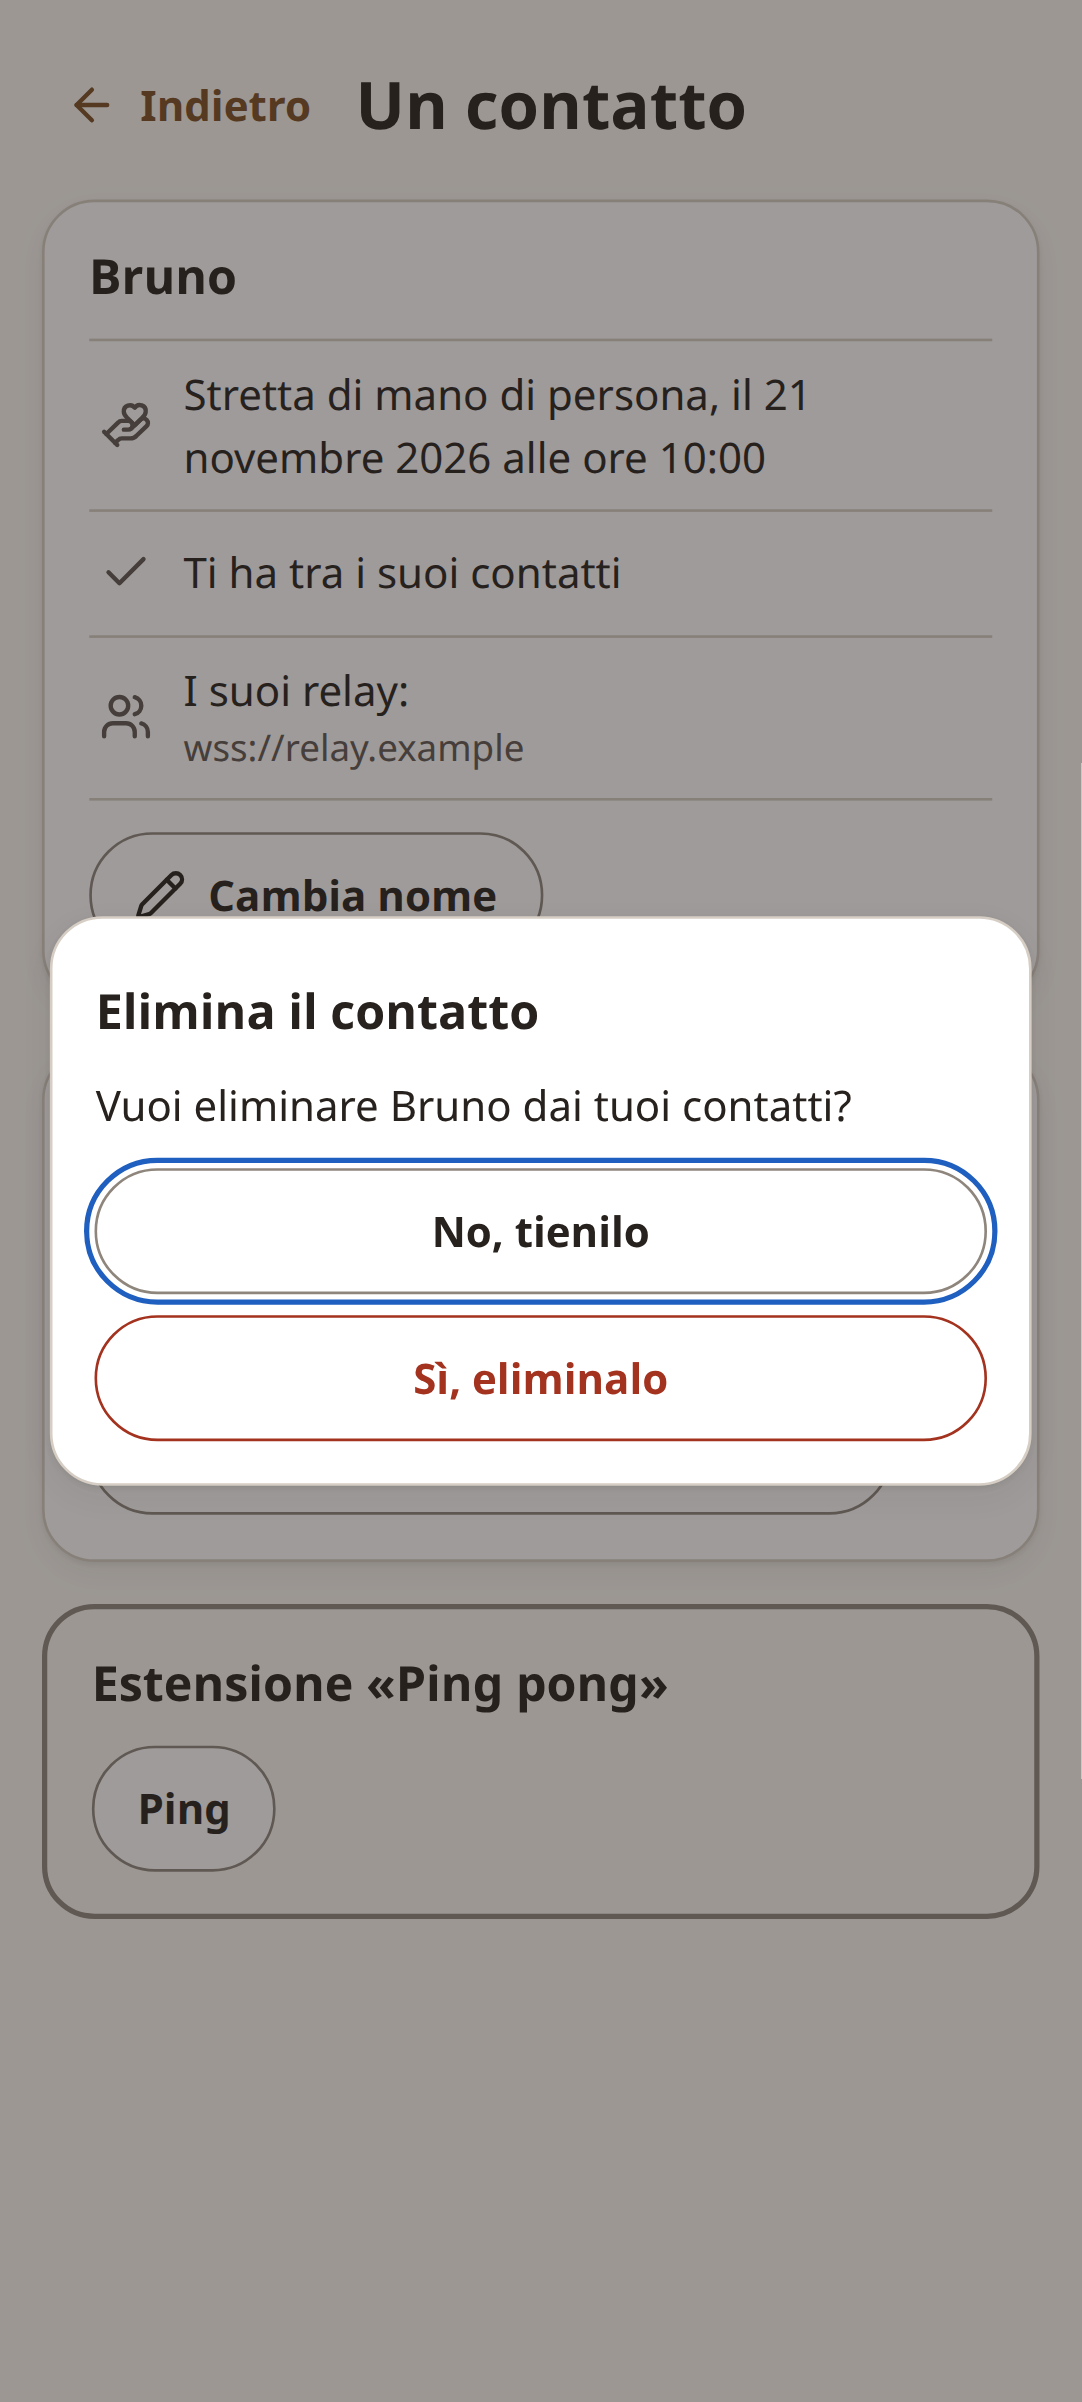 Indietro
Un contatto
Bruno
Stretta di mano di persona, il 21
novembre 2026 alle ore 10:00
Ti ha tra i suoi contatti
I suoi relay:
wss://relay.example
Cambia nome
Elimina il contatto
Vuoi eliminare Bruno dai tuoi contatti?
No, tienilo
Sì, eliminalo
Estensione «Ping pong»
Ping